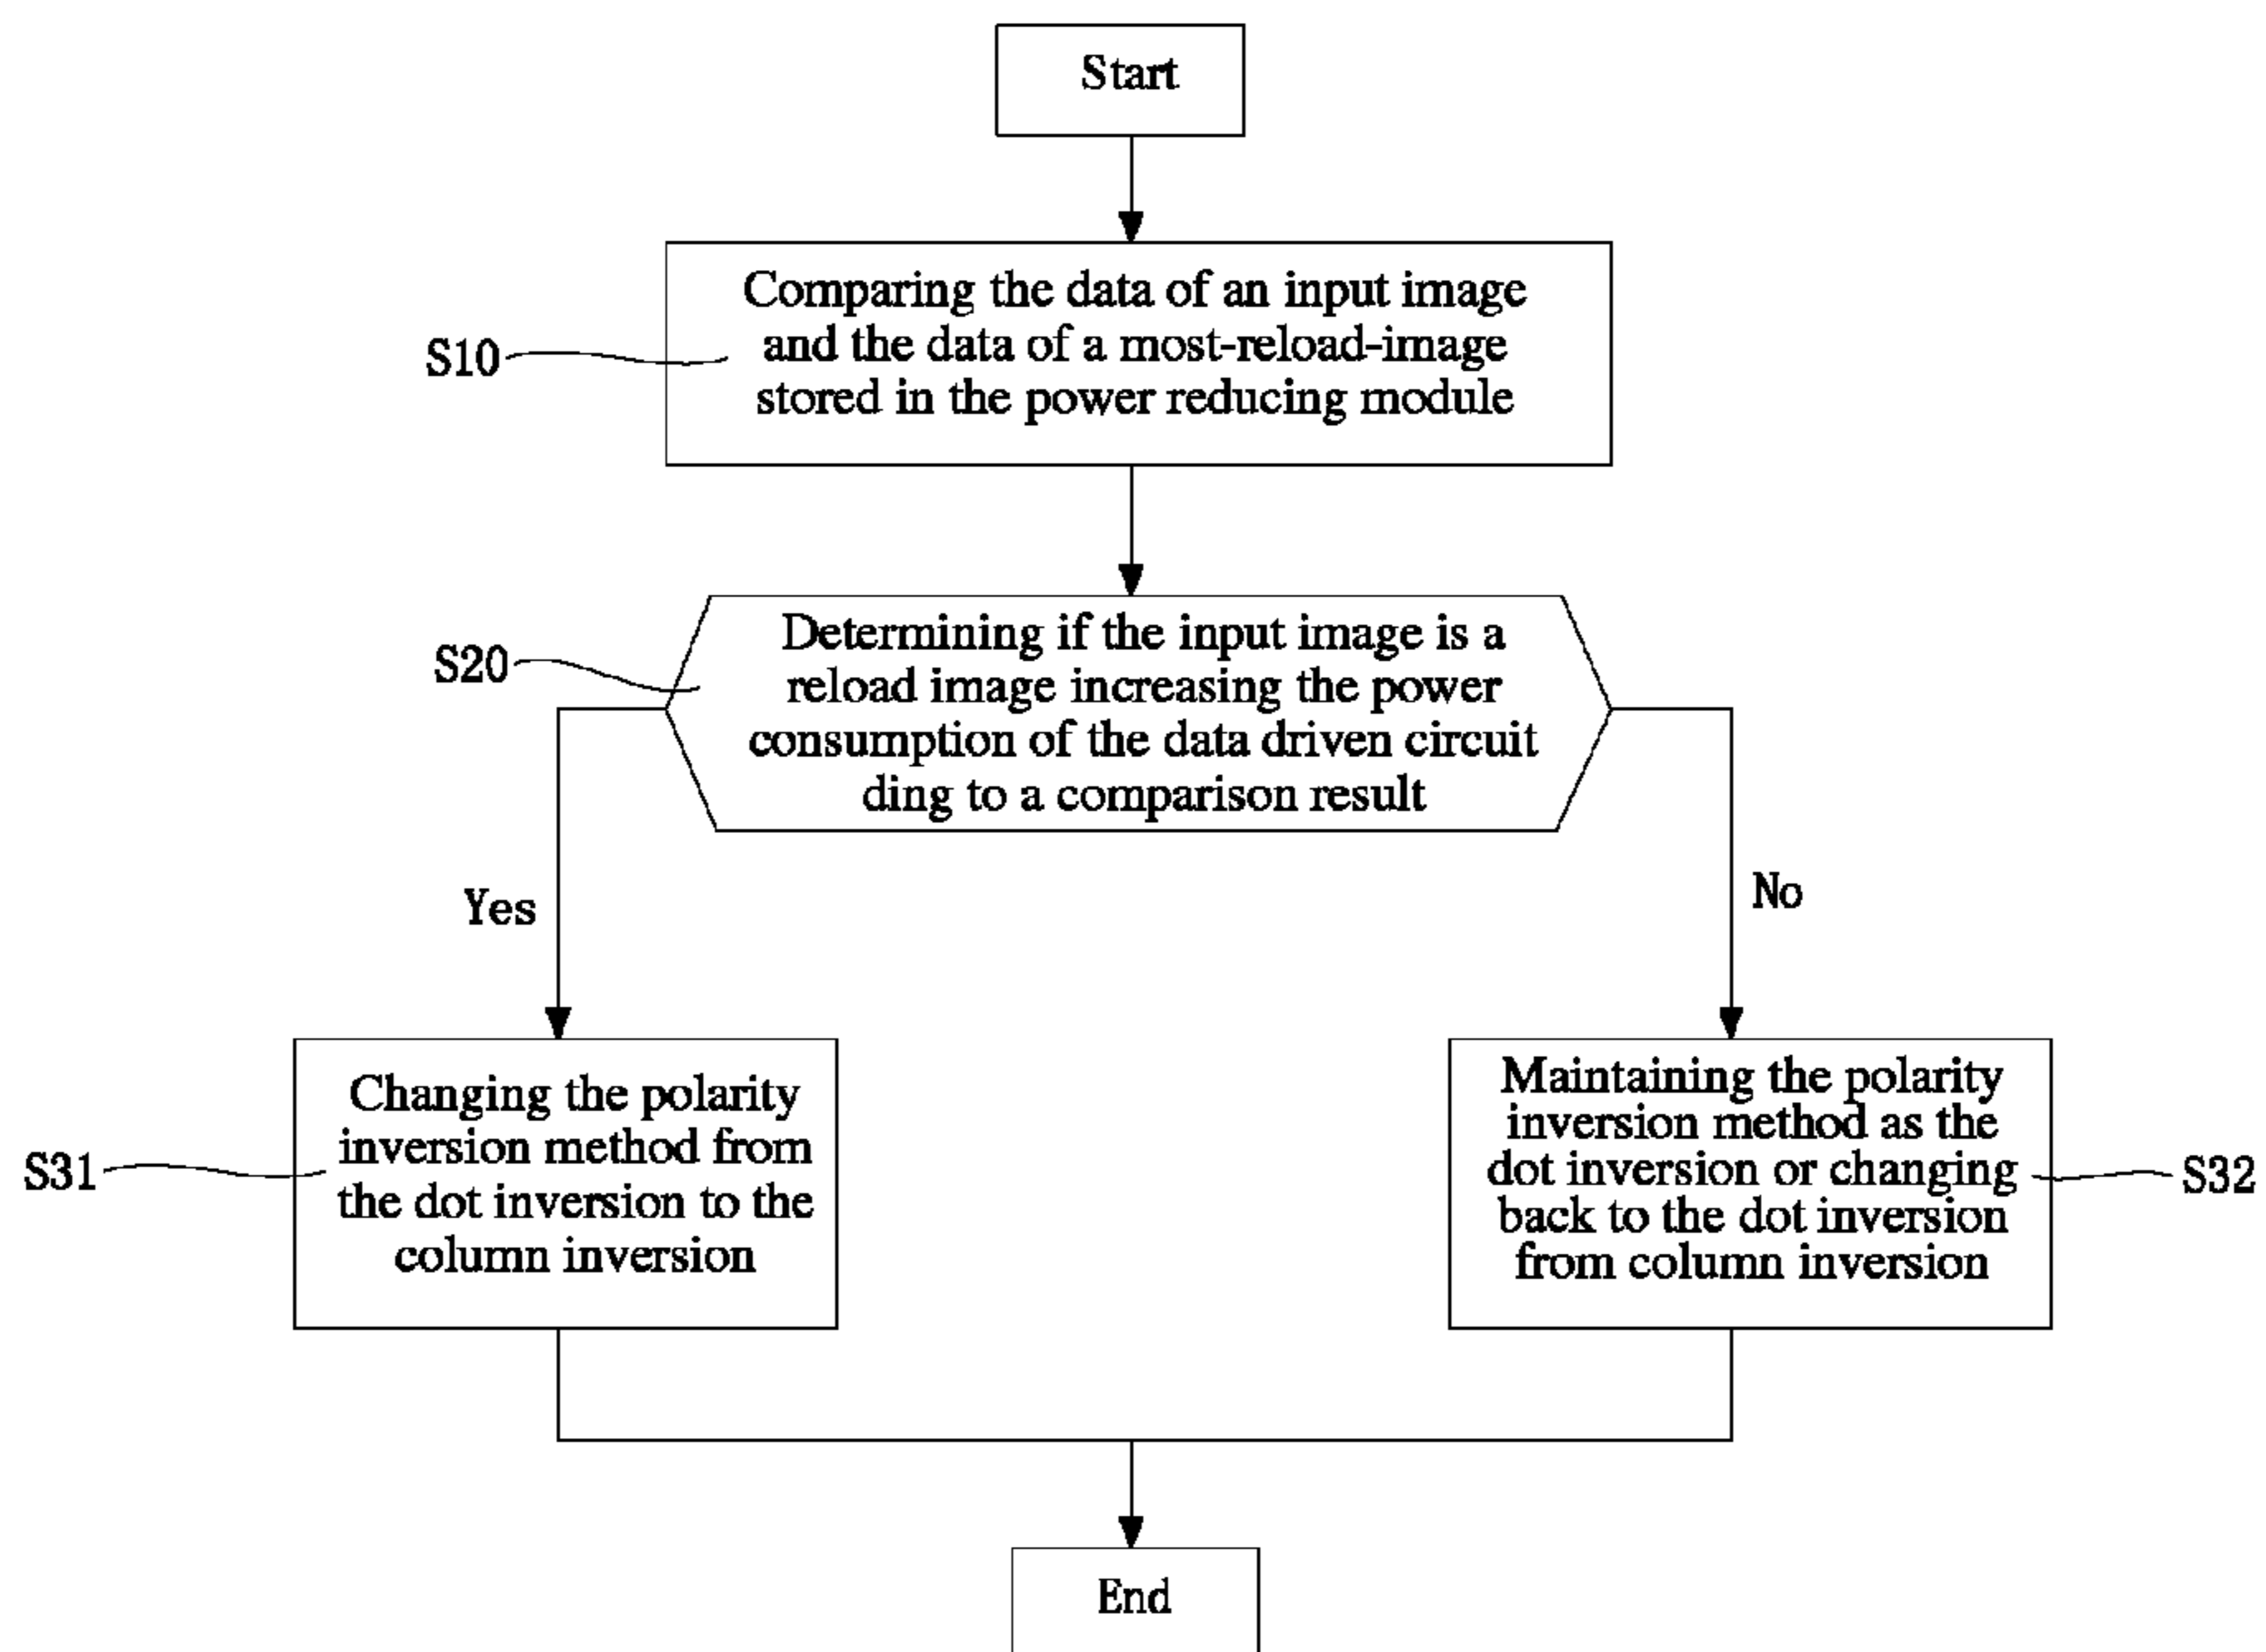 Start
S10
Comparing the data of an input image
and the data of a most-reload-image
stored in the power reducing module
S20
Determining if the input image is a
reload image increasing the power
consumption of the data driven circuit
ding to a comparison result
Yes
No
S31
Changing the polarity
inversion method from
the dot inversion to the
column inversion
Maintaining the polarity
inversion method as the
dot inversion or changing
back to the dot inversion
from column inversion
S32
End